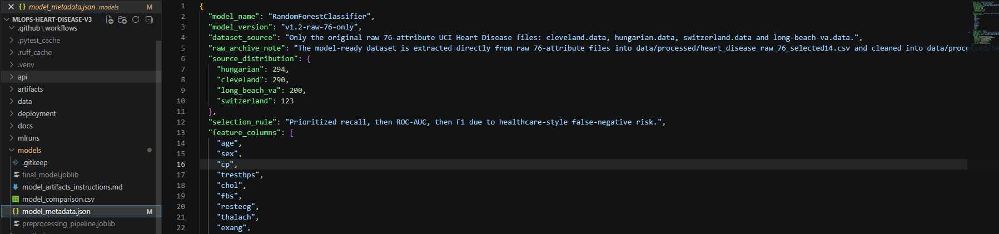 model_metadata.json models M
MLOPS-HEART-DISEASE-V3
.github\workflows
.pytest_cache
.ruff_cache
.venv
api
artifacts
data
deployment
docs
mlruns
models
.gitkeep
final_model.joblib
model_artifacts_instructions.md
model_comparison.csv
model_metadata.json M
preprocessing_pipeline.joblib
1 {
2 "model_name": "RandomForestClassifier",
3 "model_version": "v1.2-raw-76-only",
4 "dataset_source": "Only the original raw 76-attribute UCI Heart Disease files: cleveland.data, hungarian.data, switzerland.data and long-beach-va.data.",
5 "raw_archive_note": "The model-ready dataset is extracted directly from raw 76-attribute files into data/processed/heart_disease_raw_76_selected14.csv and cleaned into data/proc
6 "source_distribution": {
7 "hungarian": 294,
8 "cleveland": 290,
9 "long_beach_va": 200,
10 "switzerland": 123
11 },
12 "selection_rule": "Prioritized recall, then ROC-AUC, then F1 due to healthcare-style false-negative risk.",
13 "feature_columns": [
14 "age",
15 "sex",
16 "cp",
17 "trestbps",
18 "chol",
19 "fbs",
20 "restecg",
21 "thalach",
22 "exang",